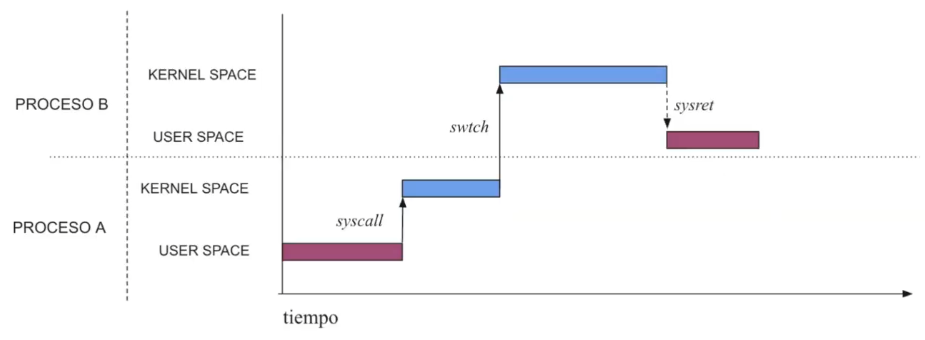 KERNEL SPACE
PROCESO B
sysret
swtch
USER SPACE
KERNEL SPACE
syscall
PROCESO A
USER SPACE
tiempo